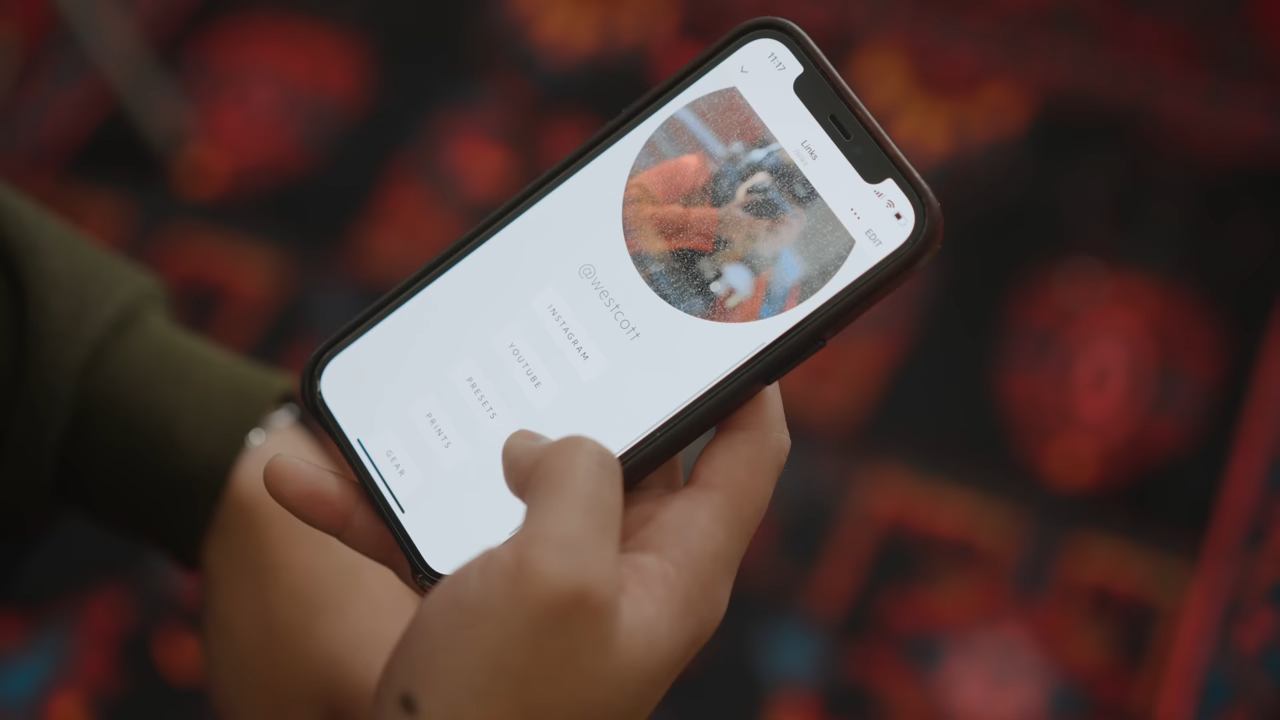 11:17
Links
EDIT
@westcott
INSTAGRAM
YOUTUBE
PRESETS
PRINTS
GEAR